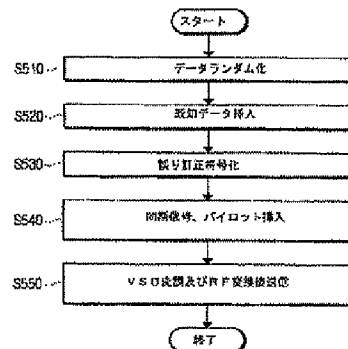 スタート
S510
データランダム化
S520
既知データ挿入
S530
誤り訂正符号化
S540
同期信号、パイロット挿入
S550
VSB変調及びRF変換後送信
終了